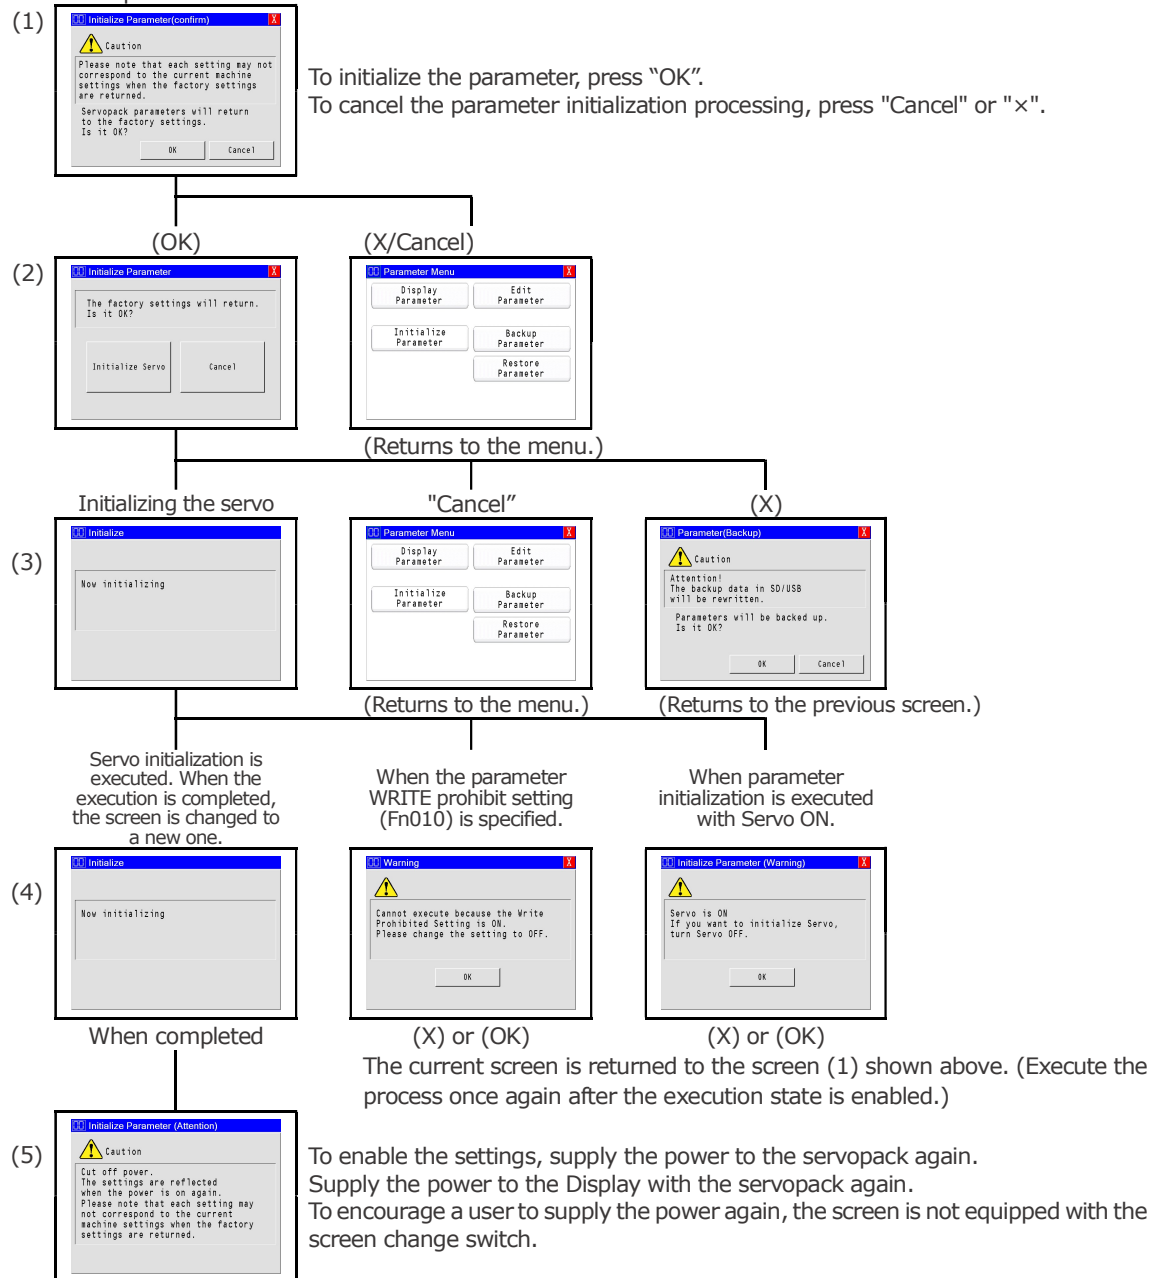 (1)
Initialize Parameter(confirm)
X
Caution
Please note that each setting may not
correspond to the current machine
settings when the factory settings
are returned.
Servopack parameters will return
to the factory settings.
Is it OK?
OK
Cancel
To initialize the parameter, press “OK”.
To cancel the parameter initialization processing, press "Cancel" or "×".
(OK)
(X/Cancel)
(2)
Initialize Parameter
X
The factory settings will return.
Is it OK?
Initialize Servo
Cancel
Parameter Menu
X
Display
Parameter
Edit
Parameter
Initialize
Parameter
Backup
Parameter
Restore
Parameter
(Returns to the menu.)
Initializing the servo
"Cancel”
(X)
(3)
Initialize
Now initializing
Parameter Menu
X
Display
Parameter
Edit
Parameter
Initialize
Parameter
Backup
Parameter
Restore
Parameter
Parameter(Backup)
X
Caution
Attention!
The backup data in SD/USB
will be rewritten.
Parameters will be backed up.
Is it OK?
OK
Cancel
(Returns to the menu.)
(Returns to the previous screen.)
Servo initialization is
executed. When the
execution is completed,
the screen is changed to
a new one.
When the parameter
WRITE prohibit setting
(Fn010) is specified.
When parameter
initialization is executed
with Servo ON.
(4)
Initialize
Now initializing
Warning
X
Cannot execute because the Write
Prohibited Setting is ON.
Please change the setting to OFF.
OK
Initialize Parameter (Warning)
X
Servo is ON
If you want to initialize Servo,
turn Servo OFF.
OK
When completed
(X) or (OK)
(X) or (OK)
The current screen is returned to the screen (1) shown above. (Execute the
process once again after the execution state is enabled.)
(5)
Initialize Parameter (Attention)
Caution
Cut off power.
The settings are reflected
when the power is on again.
Please note that each setting may
not correspond to the current
machine settings when the factory
settings are returned.
To enable the settings, supply the power to the servopack again.
Supply the power to the Display with the servopack again.
To encourage a user to supply the power again, the screen is not equipped with the
screen change switch.